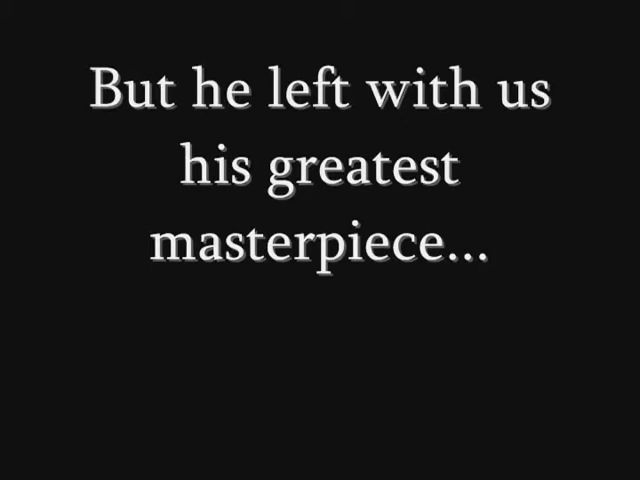 But he left with us
his greatest
masterpiece...